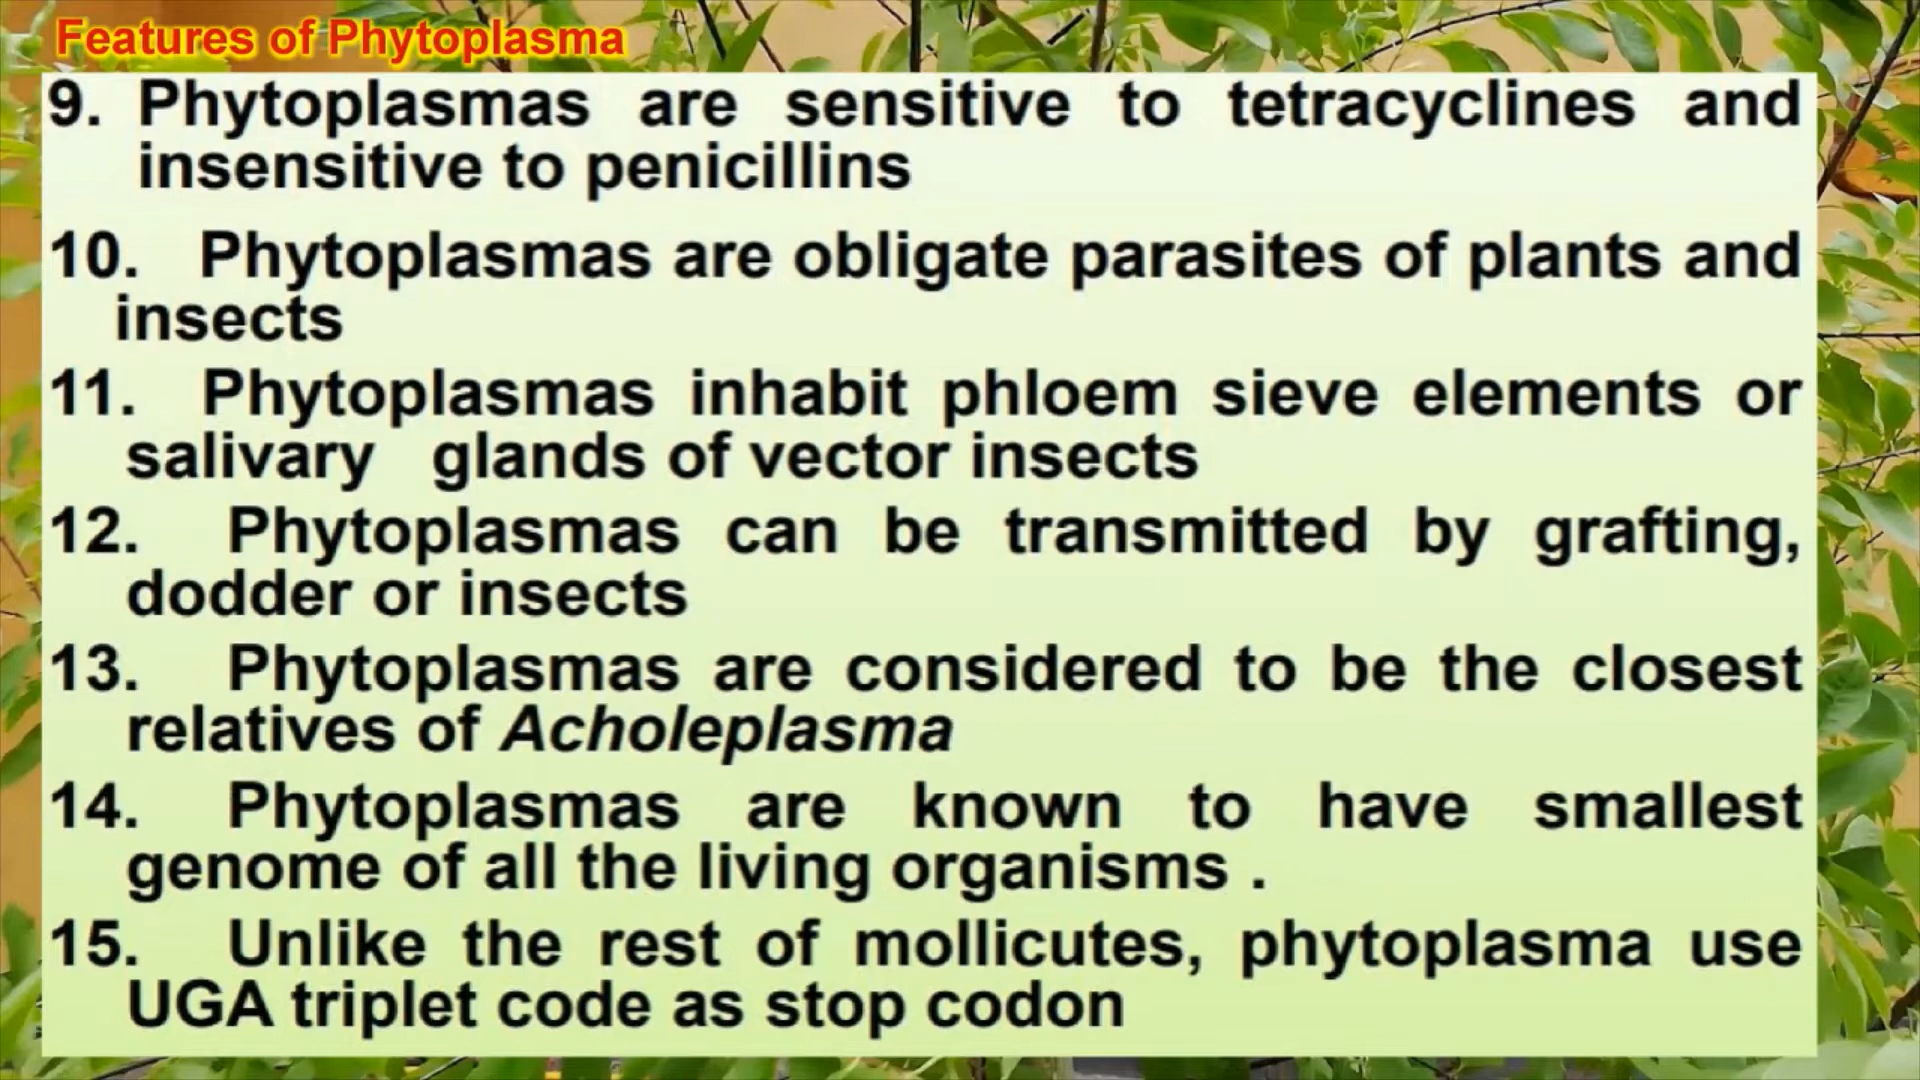 Features of Phytoplasma
9. Phytoplasmas are sensitive to tetracyclines and
insensitive to penicillins
10. Phytoplasmas are obligate parasites of plants and
insects
11. Phytoplasmas inhabit phloem sieve elements or
salivary glands of vector insects
12. Phytoplasmas can be transmitted by grafting,
dodder or insects
13. Phytoplasmas are considered to be the closest
relatives of Acholeplasma
14. Phytoplasmas are known to have smallest
genome of all the living organisms .
15. Unlike the rest of mollicutes, phytoplasma use
UGA triplet code as stop codon